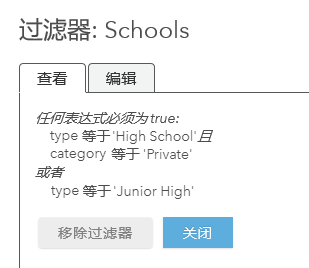 过滤器: Schools
查看 编辑
任何表达式必须为 true:
type 等于 'High School' 且
category 等于 'Private'
或者
type 等于 'Junior High'
移除过滤器 关闭